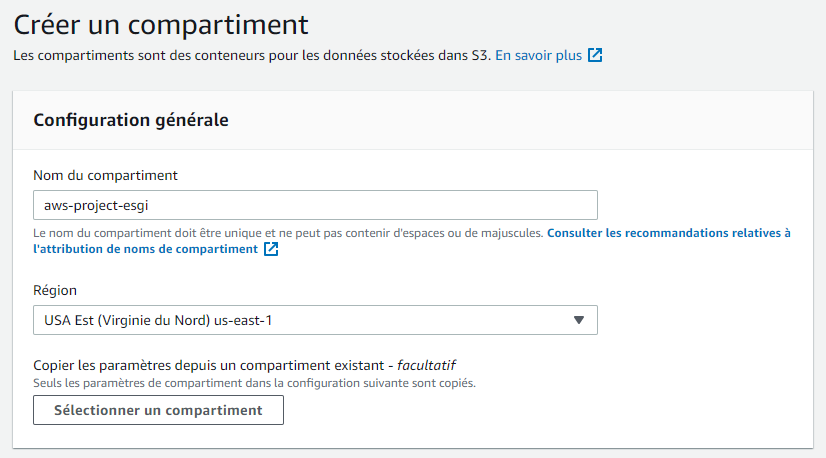 Créer un compartiment
Les compartiments sont des conteneurs pour les données stockées dans S3. En savoir plus
Configuration générale
Nom du compartiment
aws-project-esgi
Le nom du compartiment doit être unique et ne peut pas contenir d'espaces ou de majuscules. Consulter les recommandations relatives à
l'attribution de noms de compartiment
Région
USA Est (Virginie du Nord) us-east-1
Copier les paramètres depuis un compartiment existant - facultatif
Seuls les paramètres de compartiment dans la configuration suivante sont copiés.
Sélectionner un compartiment